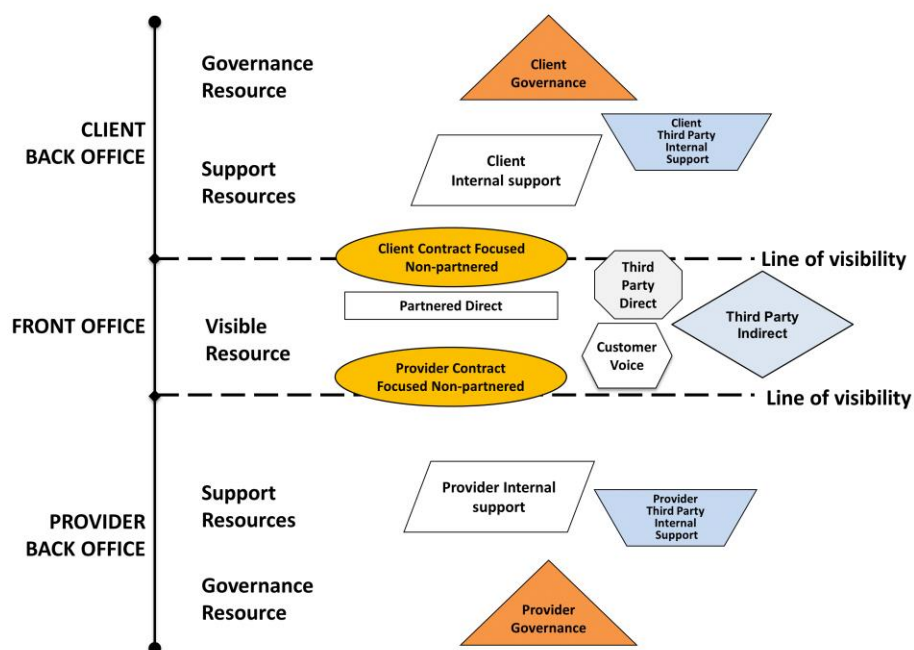 Governance
Resource
Client
Governance
CLIENT
BACK OFFICE
Client
Third Party
Internal
Support
Support
Resources
Client
Internal support
Client Contract Focused
Non-partnered
Line of visibility
Third
Party
Direct
Partnered Direct
FRONT OFFICE
Visible
Resource
Third Party
Indirect
Customer
Voice
Provider Contract
Focused Non-partnered
Line of visibility
Support
Resources
Provider Internal
support
Provider
Third Party
Internal
Support
PROVIDER
BACK OFFICE
Governance
Resource
Provider
Governance